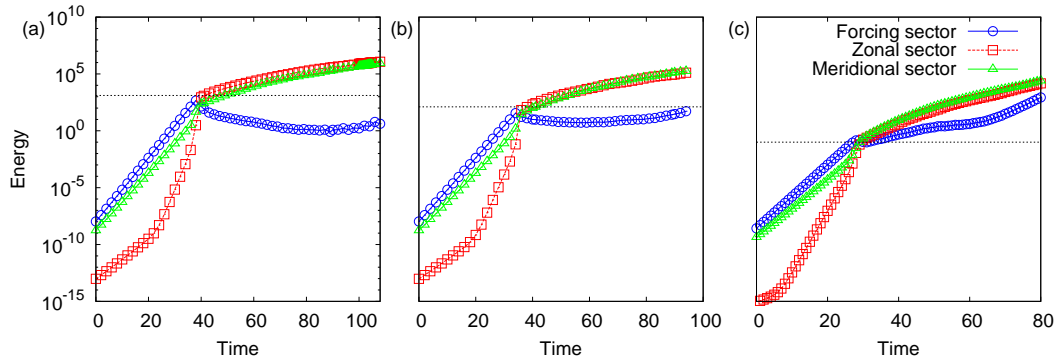 (a)
Energy
10^10
10^5
10^0
10^-5
10^-10
10^-15
0 20 40 60 80 100
Time
(b)
0 20 40 60 80 100
Time
(c)
Forcing sector
Zonal sector
Meridional sector
0 20 40 60 80
Time